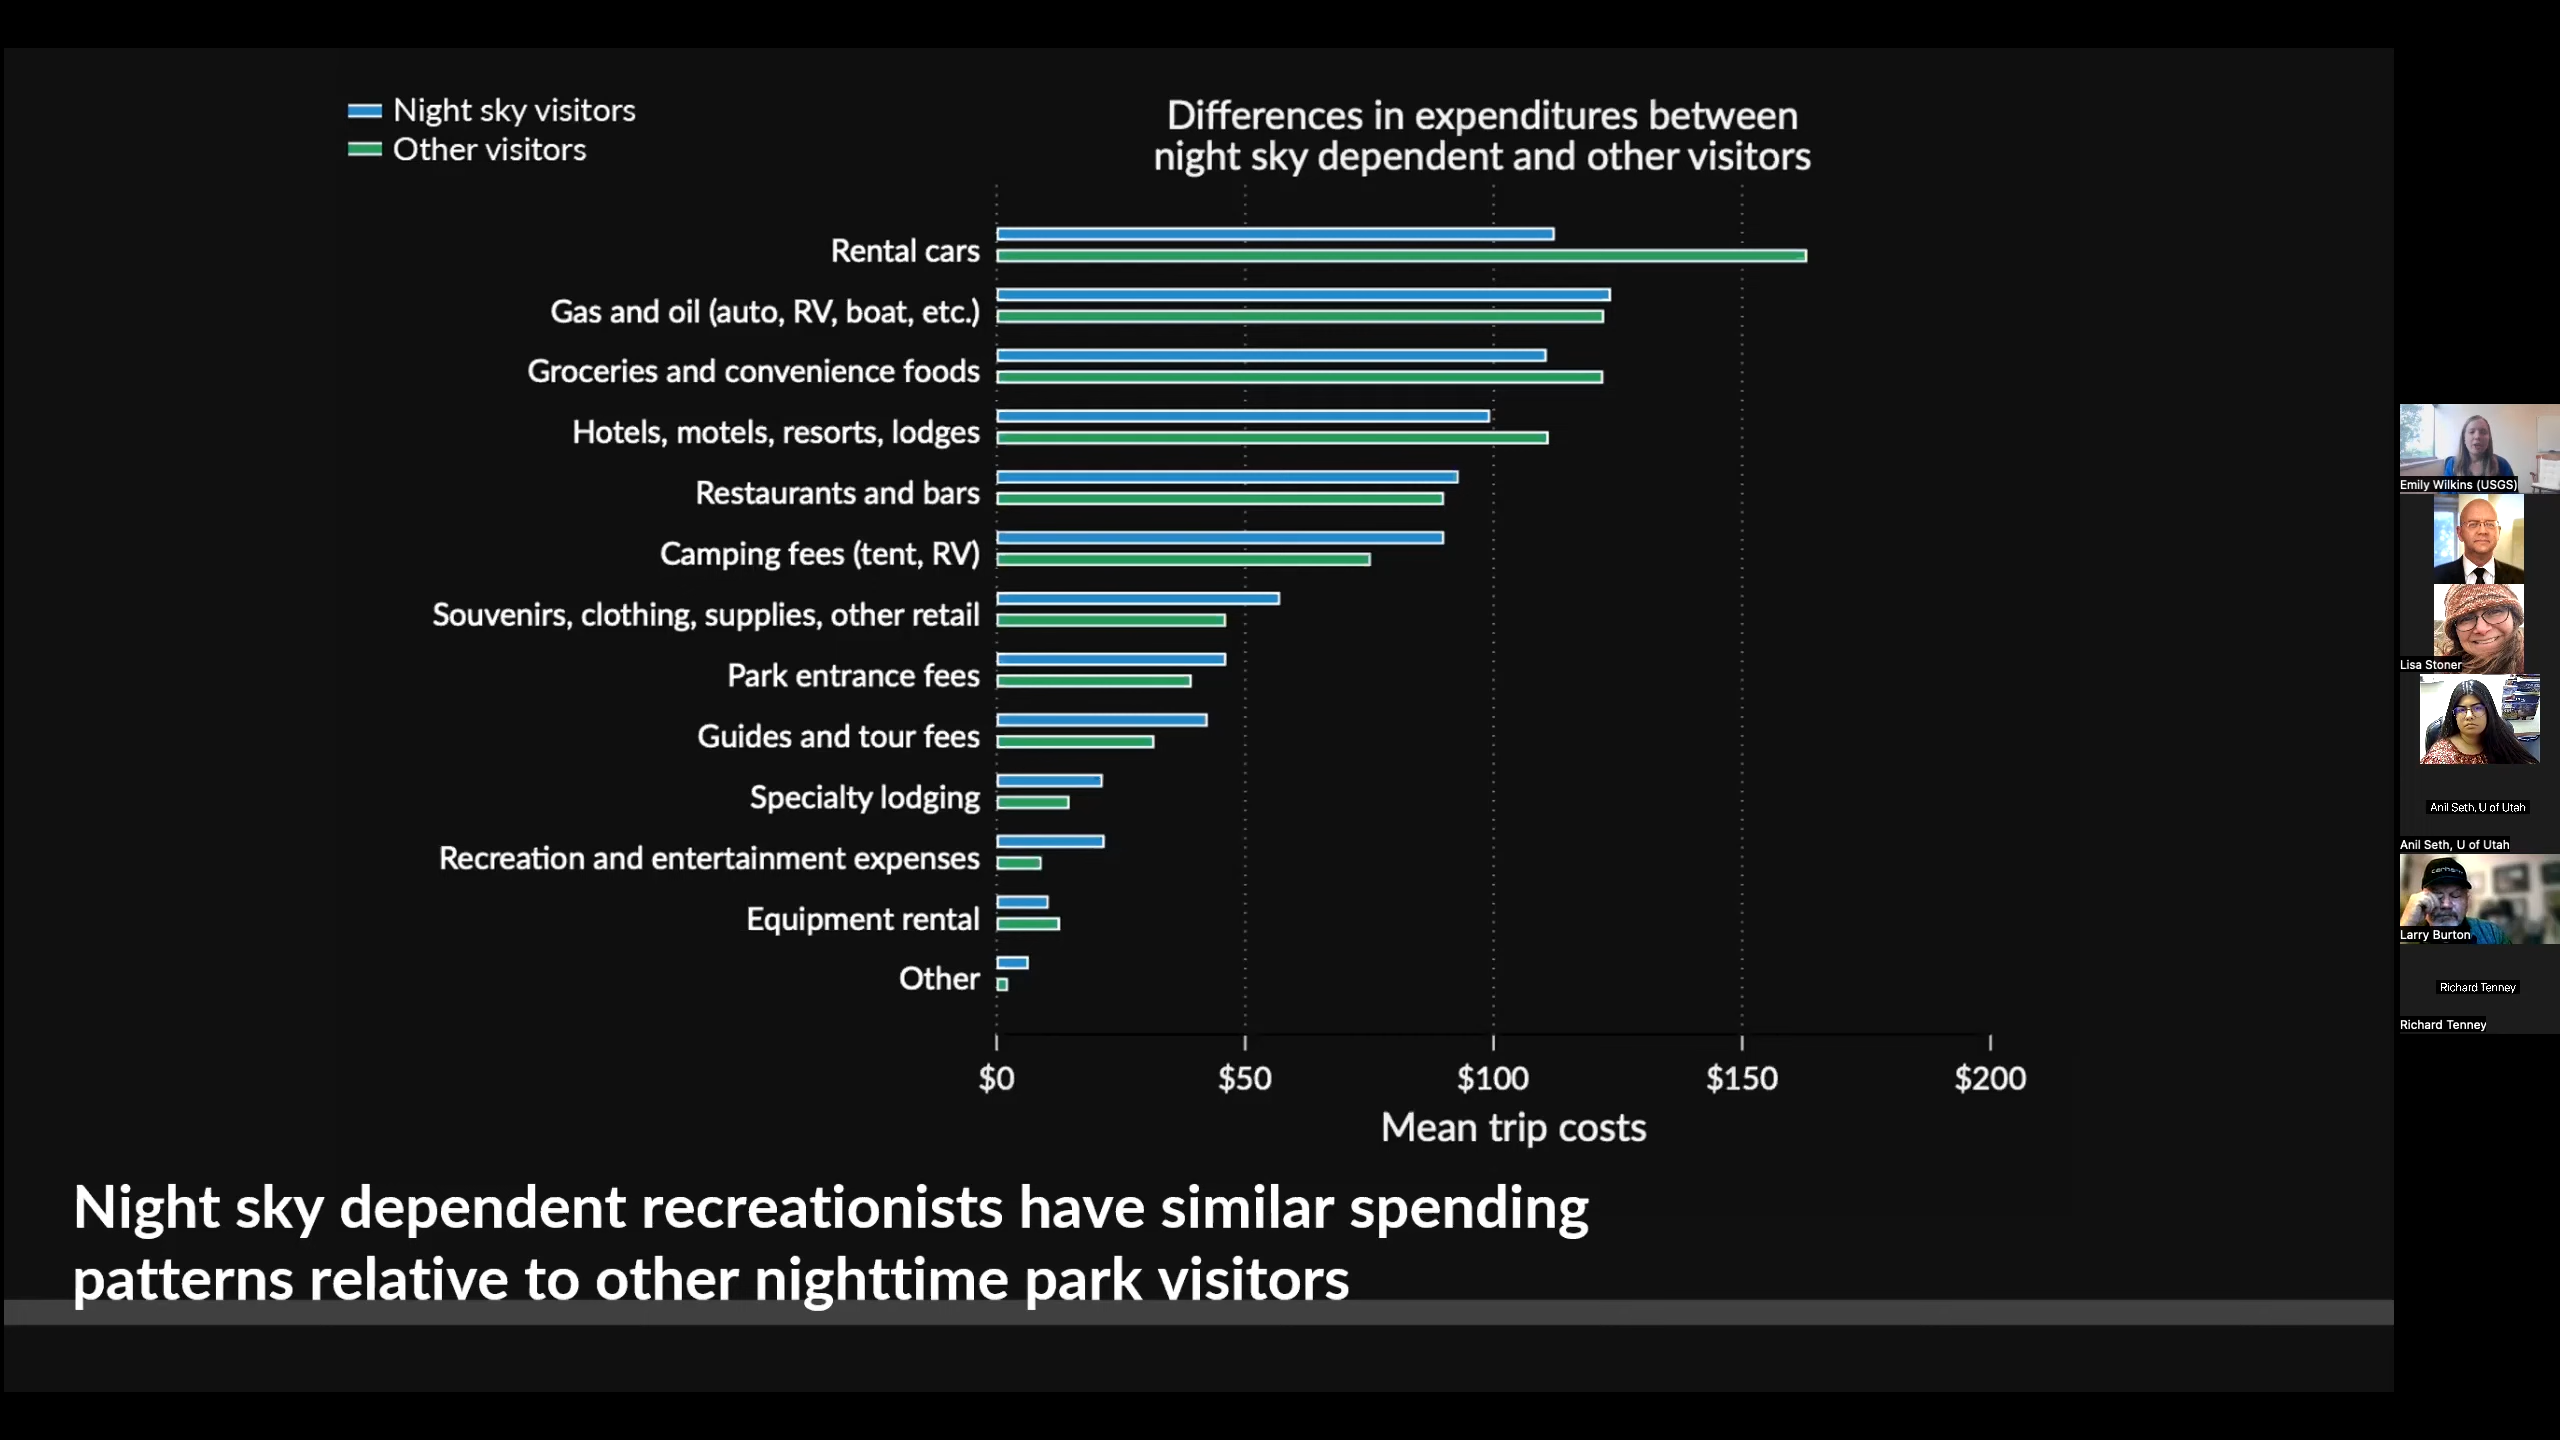 Night sky visitors
Other visitors
Differences in expenditures between
night sky dependent and other visitors
Rental cars
Gas and oil (auto, RV, boat, etc.)
Groceries and convenience foods
Hotels, motels, resorts, lodges
Restaurants and bars
Camping fees (tent, RV)
Souvenirs, clothing, supplies, other retail
Park entrance fees
Guides and tour fees
Specialty lodging
Recreation and entertainment expenses
Equipment rental
Other
$0 $50 $100 $150 $200
Mean trip costs
Night sky dependent recreationists have similar spending
patterns relative to other nighttime park visitors
Emily Wilkins (USGS)
Lisa Stoner
Anil Seth, U of Utah
Anil Seth, U of Utah
carhartt
Larry Burton
Richard Tenney
Richard Tenney